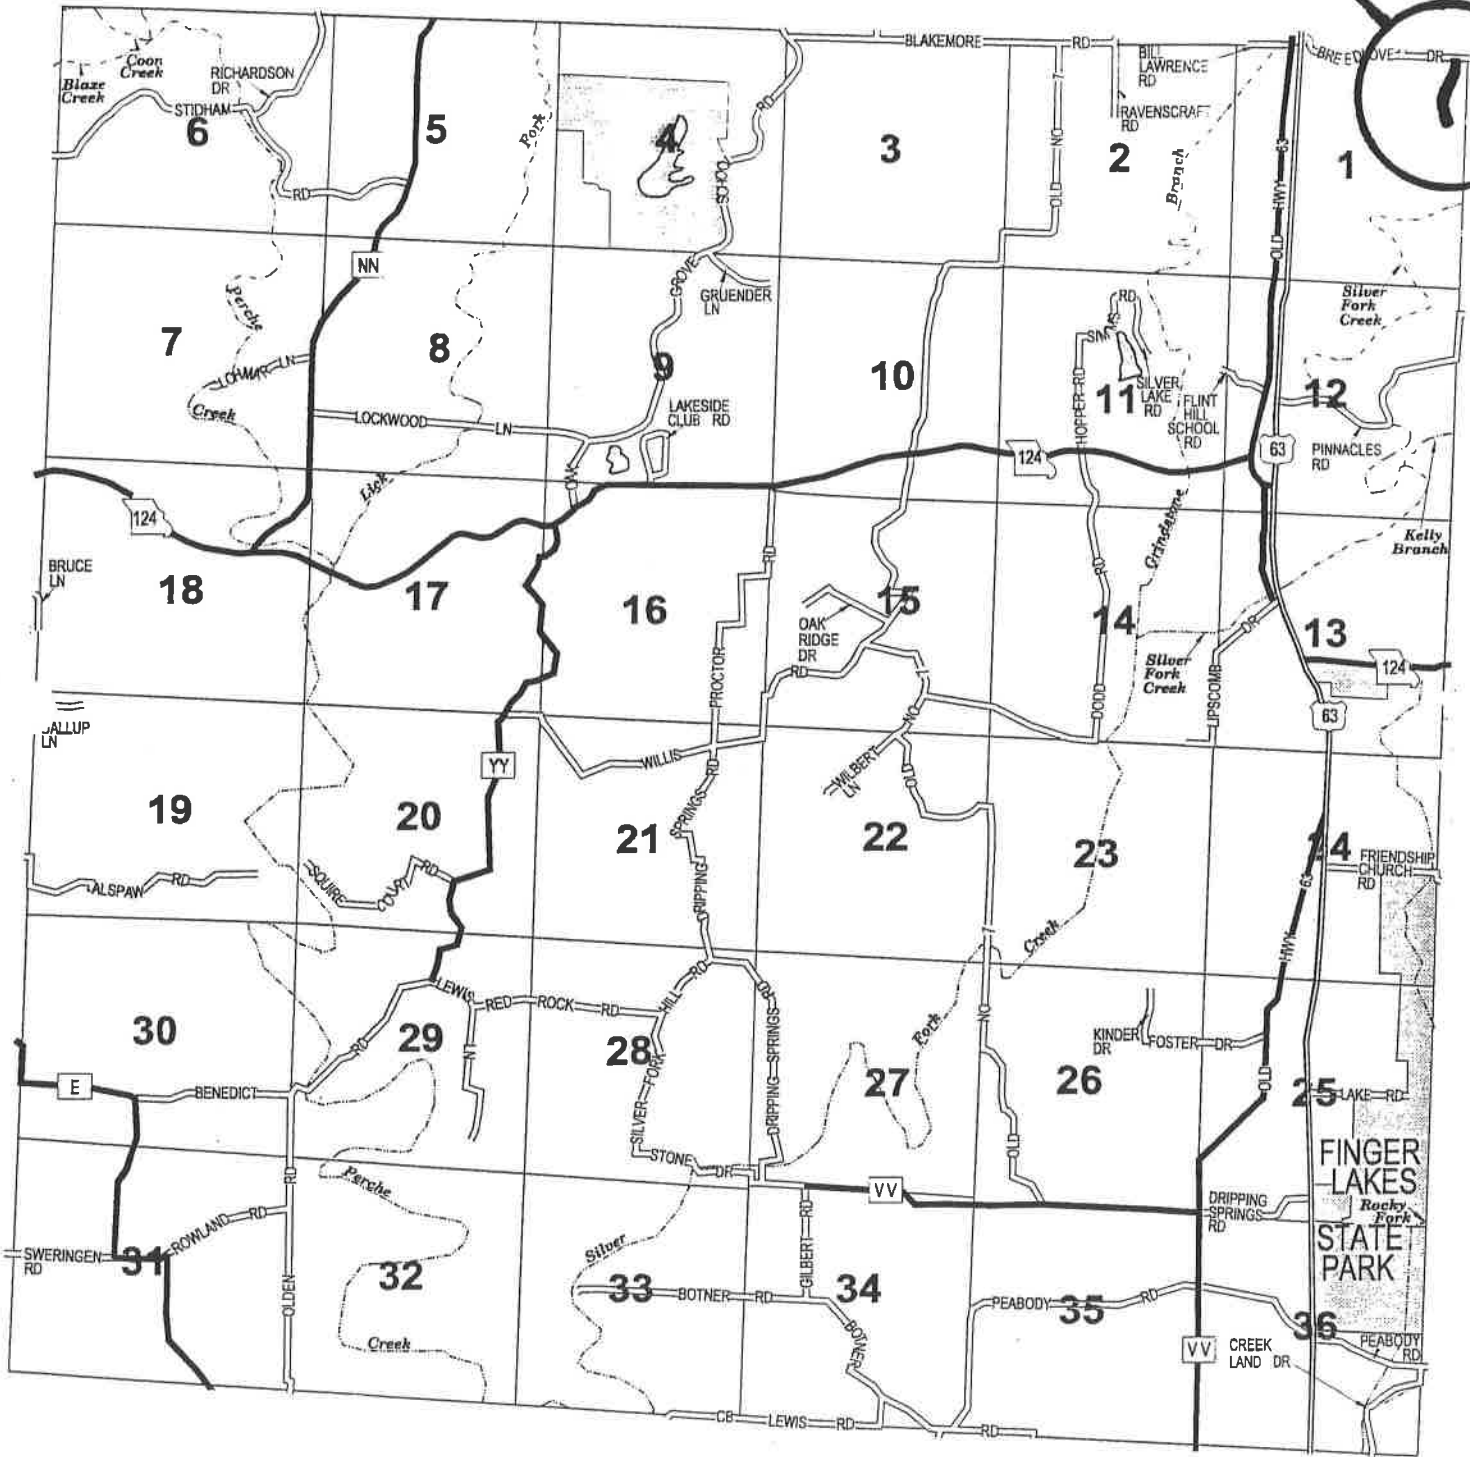 BLAKEMORE RD
BILL
LAWRENCE
RD
BREEDLOVE DR
Coon
Creek
Blaze
Creek
RICHARDSON
DR
STIDHAM
RD
6
5
Fork
4
RD
DODDS
3
OLD NO 7
2
RAVENSCRAFT
RD
Branch
OLD HWY 63
1
NN
Perche
Creek
7
LOHMAR LN
8
LOCKWOOD LN
GROVE
GRUENDER
LN
9
LAKESIDE
CLUB RD
10
SIMMS RD
HOPPER RD
11
SILVER
LAKE
RD
FLINT
HILL
SCHOOL
RD
Silver
Fork
Creek
12
PINNACLES
RD
63
124
Kelly
Branch
124
Lick
BRUCE
LN
18
17
16
PROCTOR
RD
OAK
RIDGE
DR
15
Grindstone
14
DODD
RD
Silver
Fork
Creek
LIPSCOMB
DR
13
124
63
LN
YY
WILLIS
RD
WILBERT
LN
NO
7
OLD
19
20
21
22
23
14
FRIENDSHIP
CHURCH
RD
ALSPAW RD
SQUIRE
COURT
RD
DRIPPING
SPRINGS
RD
Creek
OLD HWY 63
30
29
LEWIS
RED ROCK RD
HILL RD
28
SILVER FORK
DRIPPING SPRINGS
RD
27
Fork
OLD NO 7
26
KINDER
DR
FOSTER DR
25
LAKE RD
E
BENEDICT
RD
STONE DR
VV
FINGER
LAKES
STATE
PARK
Rocky
Fork
DRIPPING
SPRINGS
RD
Perche
Creek
ROWLAND RD
SWERINGEN
RD
31
OLDEN
RD
32
Silver
33
BOTNER RD
GILBERT RD
34
BOTNER
PEABODY RD
35
36
VV
CREEK
LAND DR
PEABODY
RD
CB LEWIS RD
RD